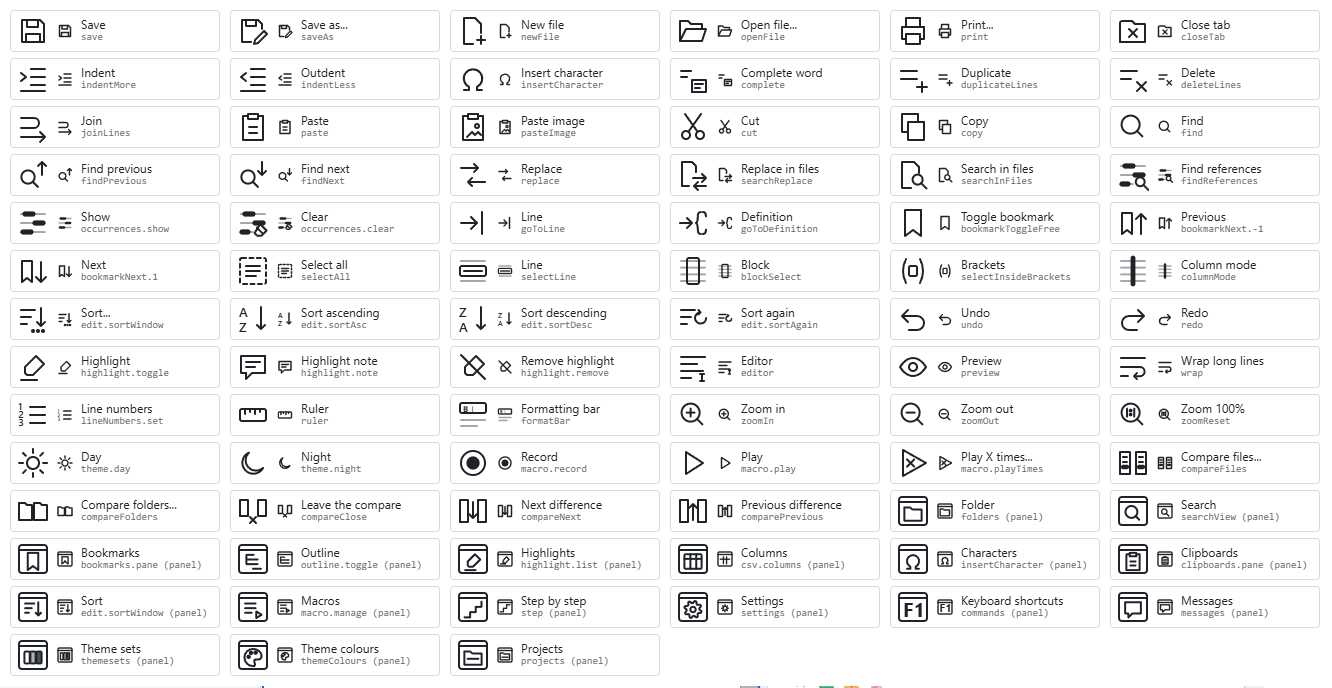 Save
save
Save as...
saveAs
New file
newFile
Open file...
openFile
Print...
print
Close tab
closeTab
Indent
indentMore
Outdent
indentLess
Insert character
insertCharacter
Complete word
complete
Duplicate
duplicateLines
Delete
deleteLines
Join
joinLines
Paste
paste
Paste image
pasteImage
Cut
cut
Copy
copy
Find
find
Find previous
findPrevious
Find next
findNext
Replace
replace
Replace in files
searchReplace
Search in files
searchInFiles
Find references
findReferences
Show
occurrences.show
Clear
occurrences.clear
Line
goToLine
Definition
goToDefinition
Toggle bookmark
bookmarkToggleFree
Previous
bookmarkNext.-1
Next
bookmarkNext.1
Select all
selectAll
Line
selectLine
Block
blockSelect
Brackets
selectInsideBrackets
Column mode
columnMode
Sort...
edit.sortWindow
A
Z
Sort ascending
edit.sortAsc
Z
A
Sort descending
edit.sortDesc
Sort again
edit.sortAgain
Undo
undo
Redo
redo
Highlight
highlight.toggle
Highlight note
highlight.note
Remove highlight
highlight.remove
Editor
editor
Preview
preview
Wrap long lines
wrap
1
2
3
Line numbers
lineNumbers.set
Ruler
ruler
B I
Formatting bar
formatBar
Zoom in
zoomIn
Zoom out
zoomOut
Zoom 100%
zoomReset
Day
theme.day
Night
theme.night
Record
macro.record
Play
macro.play
Play X times...
macro.playTimes
Compare files...
compareFiles
Compare folders...
compareFolders
Leave the compare
compareClose
Next difference
compareNext
Previous difference
comparePrevious
Folder
folders (panel)
Search
searchView (panel)
Bookmarks
bookmarks.pane (panel)
Outline
outline.toggle (panel)
Highlights
highlight.list (panel)
Columns
csv.columns (panel)
Characters
insertCharacter (panel)
Clipboards
clipboards.pane (panel)
Sort
edit.sortWindow (panel)
Macros
macro.manage (panel)
Step by step
step (panel)
Settings
settings (panel)
F1 F1
Keyboard shortcuts
commands (panel)
Messages
messages (panel)
Theme sets
themesets (panel)
Theme colours
themeColours (panel)
Projects
projects (panel)